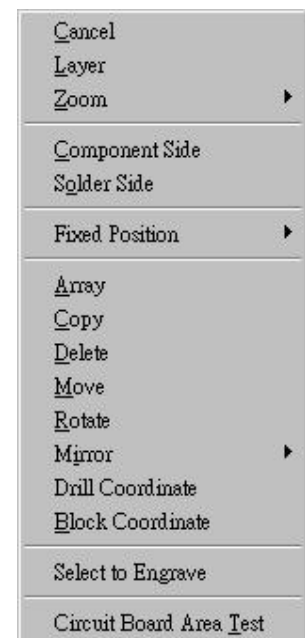 Cancel
Layer
Zoom
Component Side
Solder Side
Fixed Position
Array
Copy
Delete
Move
Rotate
Mirror
Drill Coordinate
Block Coordinate
Select to Engrave
Circuit Board Area Test